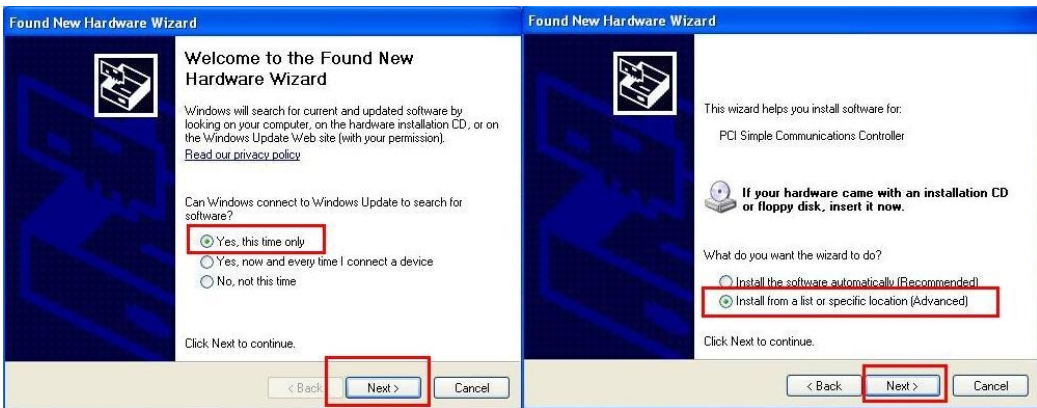 Found New Hardware Wizard
Welcome to the Found New
Hardware Wizard
Windows will search for current and updated software by
looking on your computer, on the hardware installation CD, or on
the Windows Update Web site (with your permission).
Read our privacy policy
Can Windows connect to Windows Update to search for
software?
Yes, this time only
Yes, now and every time I connect a device
No, not this time
Click Next to continue.
< Back
Next >
Cancel
Found New Hardware Wizard
This wizard helps you install software for:
PCI Simple Communications Controller
If your hardware came with an installation CD
or floppy disk, insert it now.
What do you want the wizard to do?
Install the software automatically (Recommended)
Install from a list or specific location (Advanced)
Click Next to continue.
< Back
Next >
Cancel